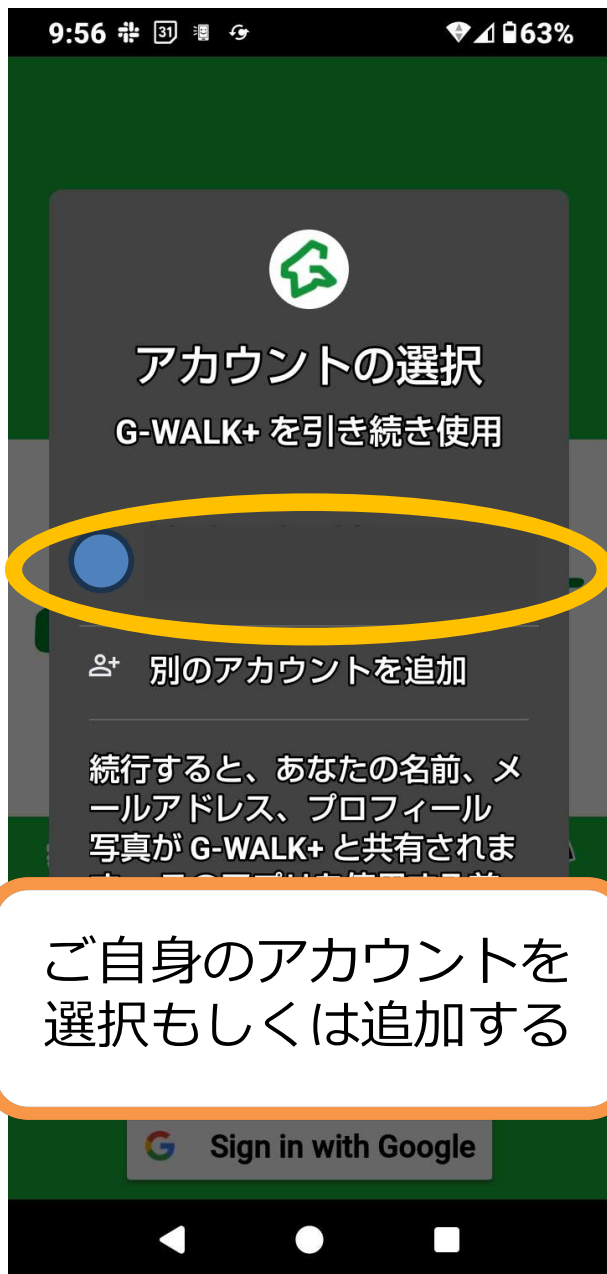 9:56 31 63%
アカウントの選択
G-WALK+ を引き続き使用
別のアカウントを追加
続行すると、あなたの名前、メ
ールアドレス、プロフィール
写真が G-WALK+ と共有されま
ご自身のアカウントを
選択もしくは追加する
Sign in with Google